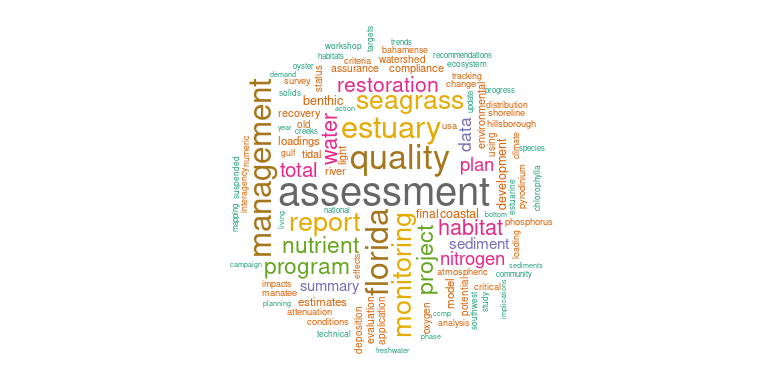 trends
targets
workshop
bahamense
habitats
recommendations
criteria
watershed
ecosystem
oyster
assurance
compliance
demand
status
tracking
survey
restoration
change
progress
solids
benthic
seagrass
update
environmental
distribution
action
recovery
shoreline
management
old
water
estuary
usa
data
hillsborough
year
creeks
loadings
using
climate
numeric
gulf
tidal
light
quality
species
interagency
total
river
plan
development
pyrodinium
suspended
assessment
estuarine
chlorophylla
mapping
living
national
florida
monitoring
final
coastal
bottom
phosphorus
report
habitat
project
nutrient
sediment
loading
campaign
program
effects
nitrogen
sediments
atmospheric
community
impacts
summary
model
potential
critical
manatee
planning
estimates
southwest
study
implications
attenuation
deposition
evaluation
application
oxygen
ccmp
conditions
analysis
technical
phase
freshwater